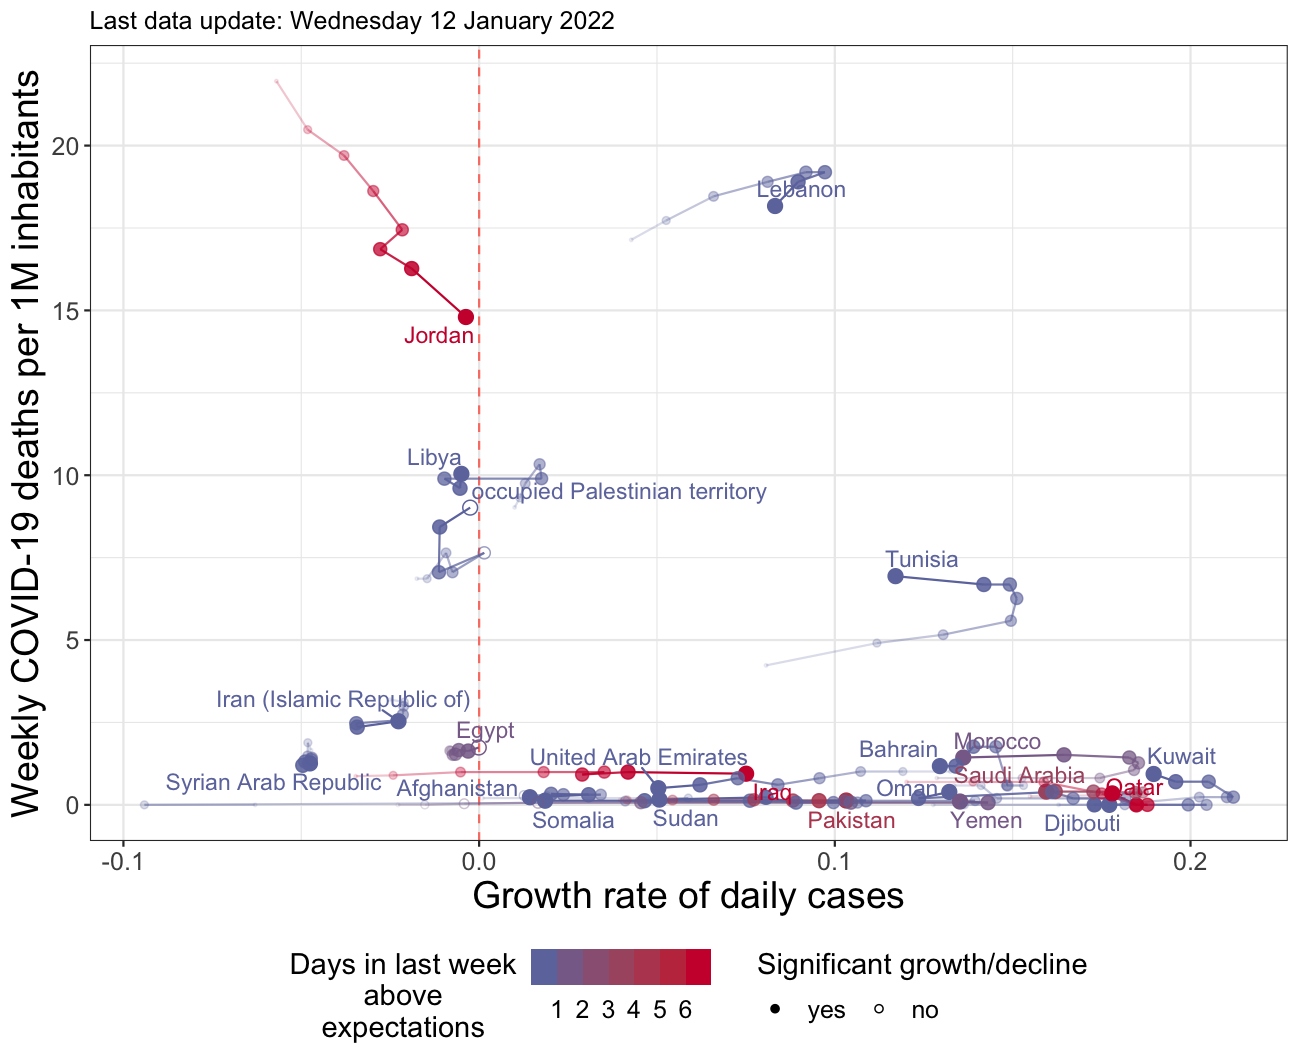 Last data update: Wednesday 12 January 2022
Weekly COVID-19 deaths per 1M inhabitants
20
15
10
5
0
Lebanon
Jordan
Libya
occupied Palestinian territory
Tunisia
Iran (Islamic Republic of)
Egypt
Morocco
Bahrain
United Arab Emirates
Kuwait
Saudi Arabia
Syrian Arab Republic
Afghanistan
Iraq
Oman
Qatar
Somalia
Sudan
Pakistan
Yemen
Djibouti
-0.1
0.0
0.1
0.2
Growth rate of daily cases
Days in last week
above
expectations
1 2 3 4 5 6
Significant growth/decline
yes
no